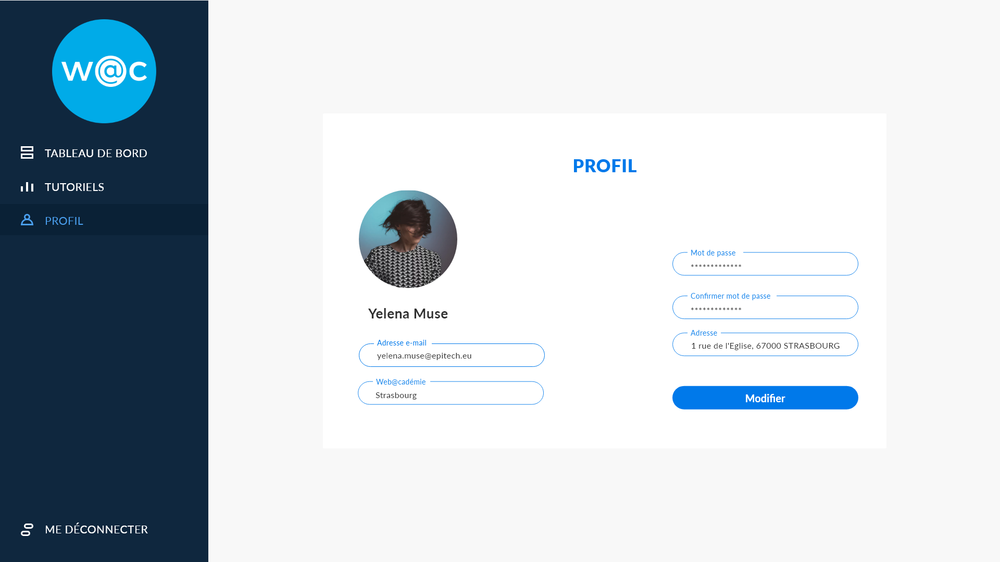 W@C
TABLEAU DE BORD
TUTORIELS
PROFIL
ME DÉCONNECTER
PROFIL
Yelena Muse
Adresse e-mail
yelena.muse@epitech.eu
Web@cadémie
Strasbourg
Mot de passe
*************
Confirmer mot de passe
*************
Adresse
1 rue de l'Eglise, 67000 STRASBOURG
Modifier